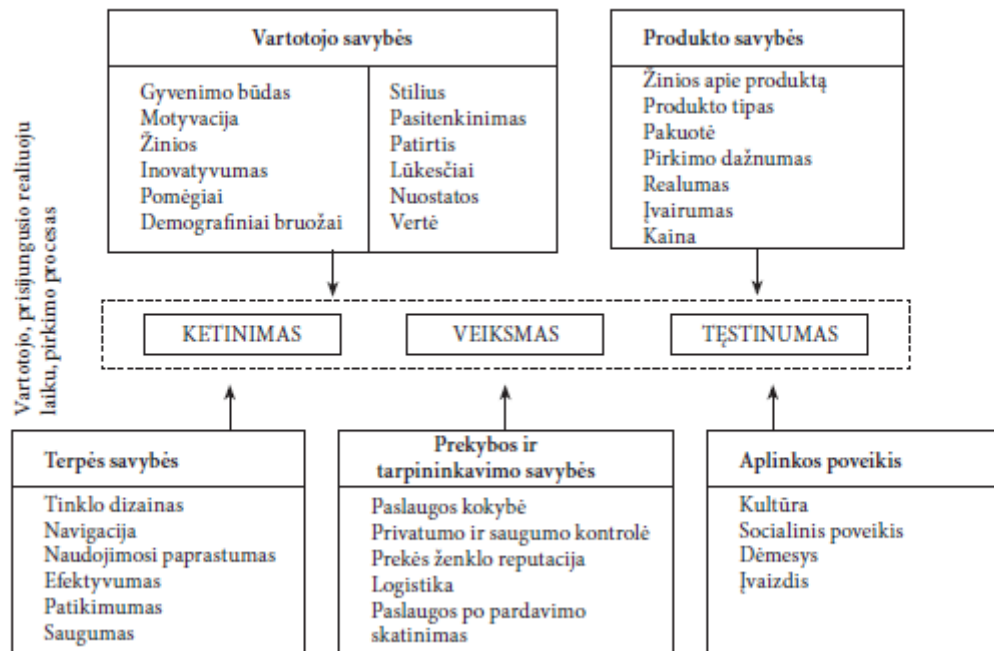 Vartotojo savybės
Gyvenimo būdas
Motyvacija
Žinios
Inovatyvumas
Pomėgiai
Demografiniai bruožai
Stilius
Pasitenkinimas
Patirtis
Lūkesčiai
Nuostatos
Vertė
Produkto savybės
Žinios apie produktą
Produkto tipas
Pakuotė
Pirkimo dažnumas
Realumas
Įvairumas
Kaina
Vartotojo, prisijungusio realiuoju
laiku, pirkimo procesas
KETINIMAS
VEIKSMAS
TĘSTINUMAS
Terpės savybės
Tinklo dizainas
Navigacija
Naudojimosi paprastumas
Efektyvumas
Patikimumas
Saugumas
Prekybos ir
tarpininkavimo savybės
Paslaugos kokybė
Privatumo ir saugumo kontrolė
Prekės ženklo reputacija
Logistika
Paslaugos po pardavimo
skatinimas
Aplinkos poveikis
Kultūra
Socialinis poveikis
Dėmesys
Įvaizdis